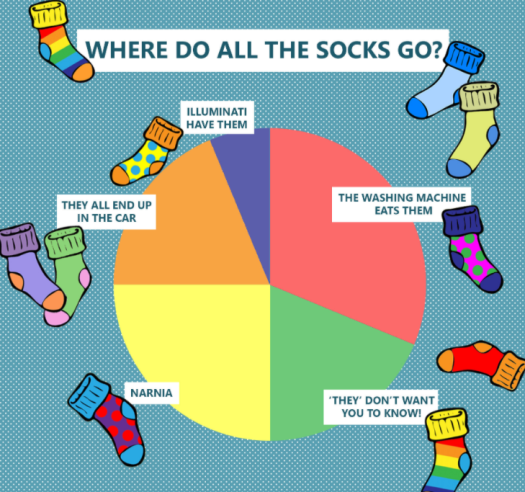 WHERE DO ALL THE SOCKS GO?
ILLUMINATI
HAVE THEM
THE WASHING MACHINE
EATS THEM
THEY ALL END UP
IN THE CAR
NARNIA
‘THEY’ DON’T WANT
YOU TO KNOW!